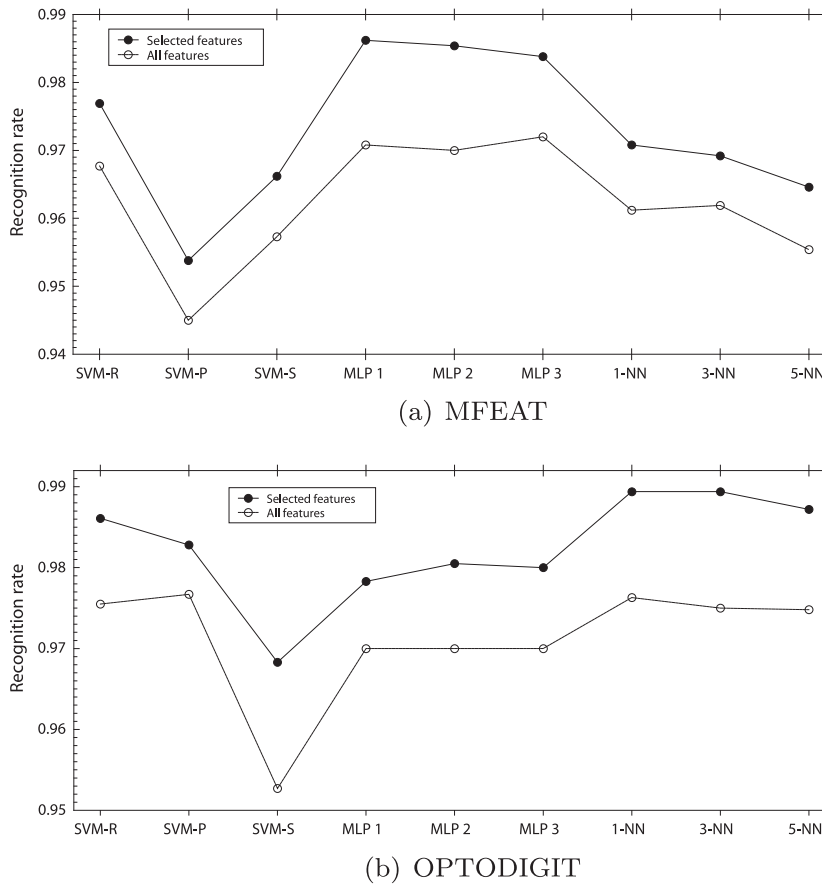 0.99
Selected features
All features
0.98
0.97
0.96
0.95
0.94
Recognition rate
SVM-R SVM-P SVM-S MLP 1 MLP 2 MLP 3 1-NN 3-NN 5-NN
(a) MFEAT
0.99
Selected features
All features
0.98
0.97
0.96
0.95
Recognition rate
SVM-R SVM-P SVM-S MLP 1 MLP 2 MLP 3 1-NN 3-NN 5-NN
(b) OPTODIGIT